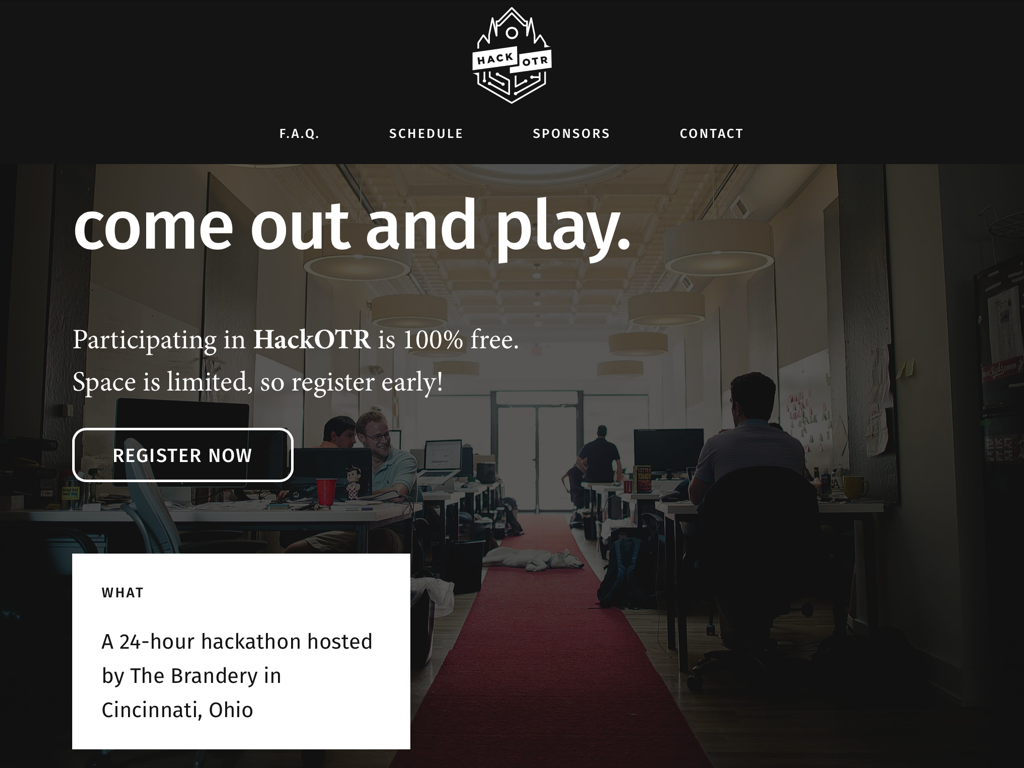 HACK OTR
F.A.Q. SCHEDULE SPONSORS CONTACT
come out and play.
Participating in HackOTR is 100% free.
Space is limited, so register early!
REGISTER NOW
WHAT
A 24-hour hackathon hosted
by The Brandery in
Cincinnati, Ohio